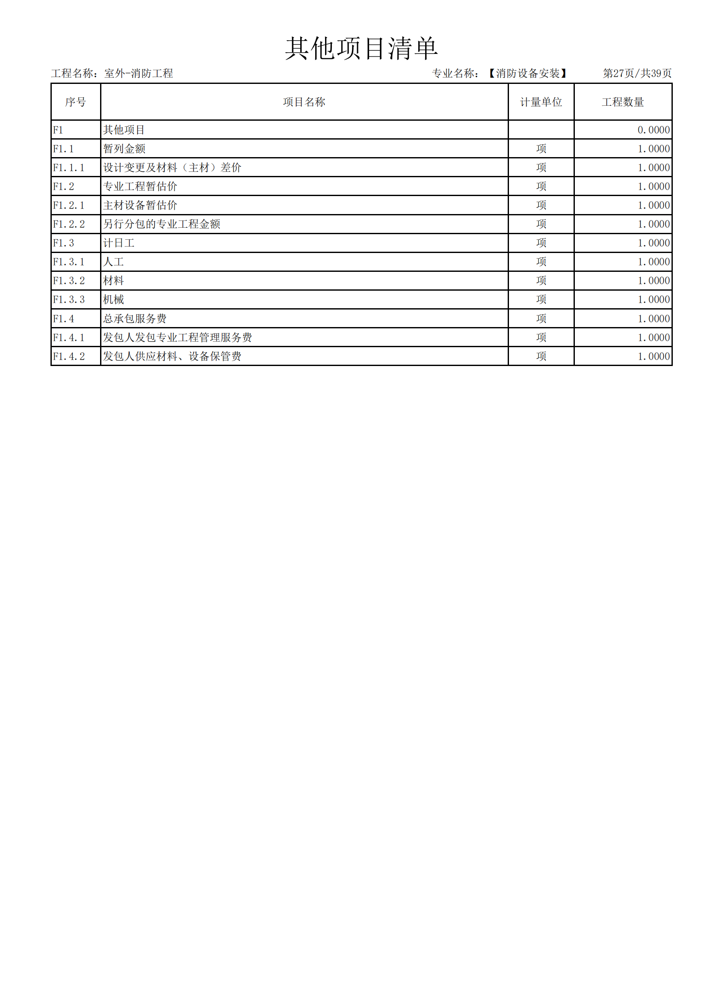 其他项目清单
工程名称：室外-消防工程 专业名称：【消防设备安装】 第27页/共39页
序号 项目名称 计量单位 工程数量
F1 其他项目 0.0000
F1.1 暂列金额 项 1.0000
F1.1.1 设计变更及材料（主材）差价 项 1.0000
F1.2 专业工程暂估价 项 1.0000
F1.2.1 主材设备暂估价 项 1.0000
F1.2.2 另行分包的专业工程金额 项 1.0000
F1.3 计日工 项 1.0000
F1.3.1 人工 项 1.0000
F1.3.2 材料 项 1.0000
F1.3.3 机械 项 1.0000
F1.4 总承包服务费 项 1.0000
F1.4.1 发包人发包专业工程管理服务费 项 1.0000
F1.4.2 发包人供应材料、设备保管费 项 1.0000